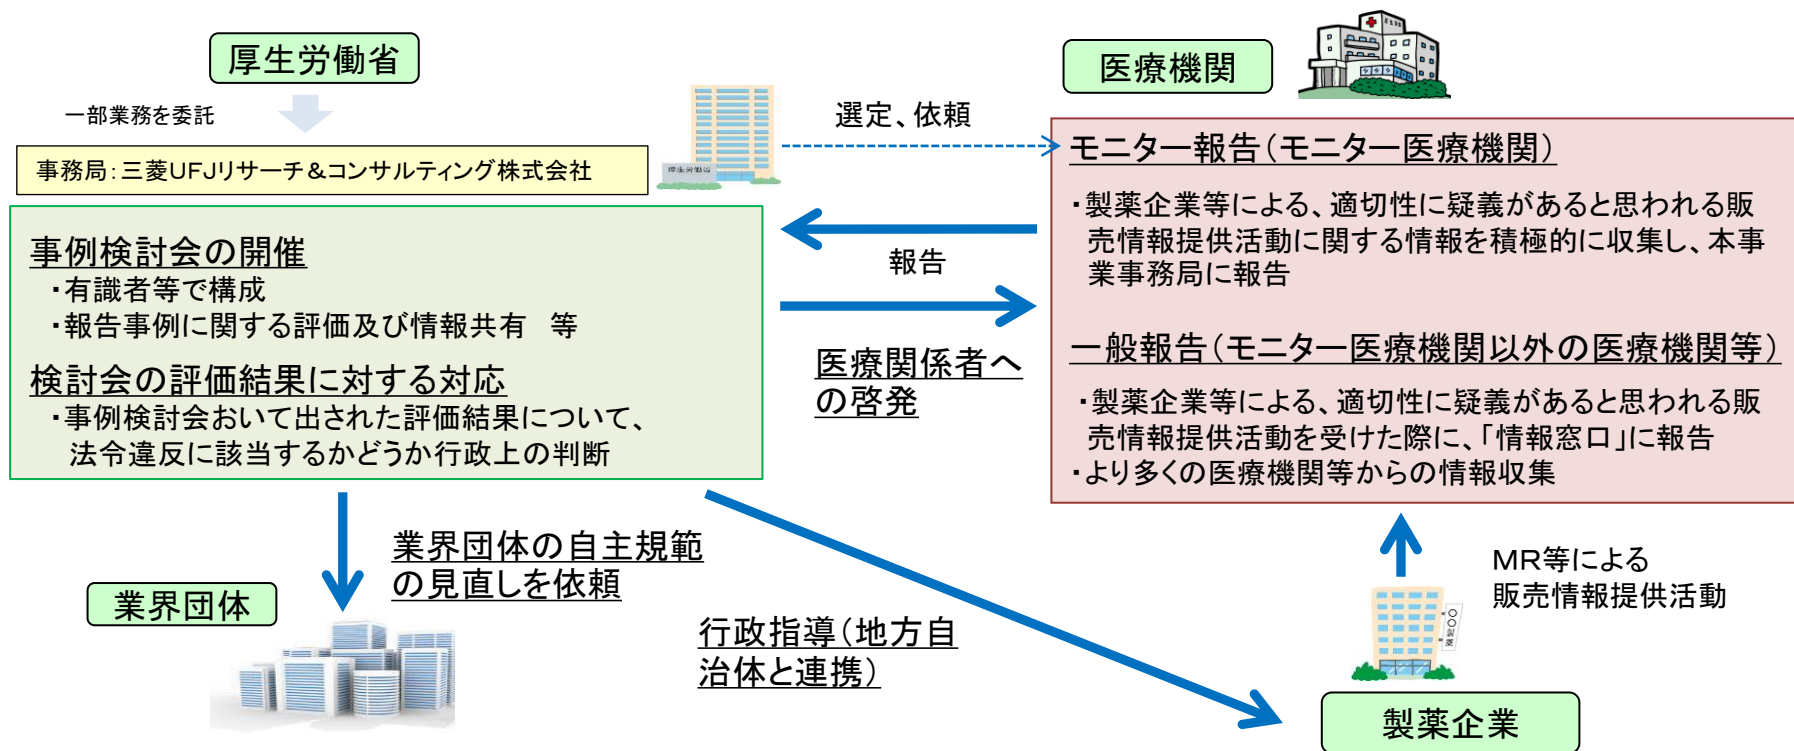 厚生労働省
一部業務を委託
事務局：三菱UFJリサーチ＆コンサルティング株式会社
厚生労働省
事例検討会の開催
・有識者等で構成
・報告事例に関する評価及び情報共有　等
検討会の評価結果に対する対応
・事例検討会おいて出された評価結果について、
法令違反に該当するかどうか行政上の判断
選定、依頼
報告
医療関係者へ
の啓発
医療機関
モニター報告（モニター医療機関）
・製薬企業等による、適切性に疑義があると思われる販
売情報提供活動に関する情報を積極的に収集し、本事
業事務局に報告
一般報告（モニター医療機関以外の医療機関等）
・製薬企業等による、適切性に疑義があると思われる販
売情報提供活動を受けた際に、「情報窓口」に報告
・より多くの医療機関等からの情報収集
業界団体の自主規範
の見直しを依頼
業界団体
行政指導（地方自
治体と連携）
MR等による
販売情報提供活動
製薬企業